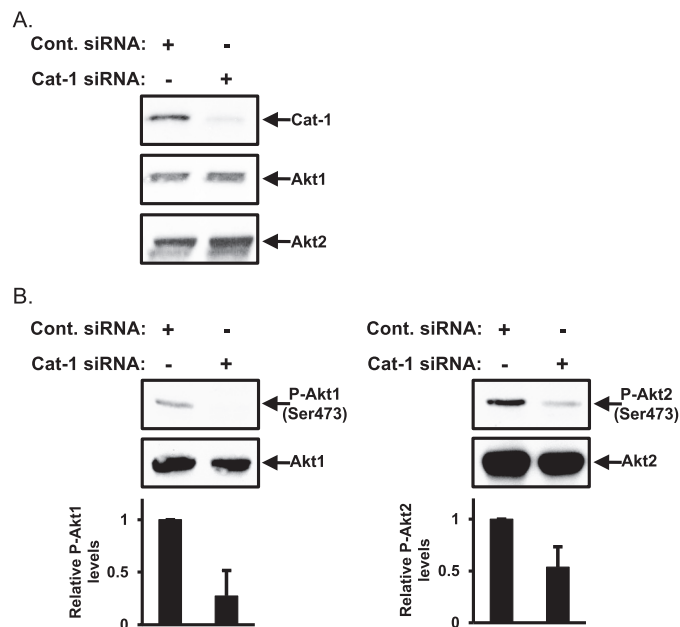 A.
Cont. siRNA: + -
Cat-1 siRNA: - +
Cat-1
Akt1
Akt2
B.
Cont. siRNA: + -
Cat-1 siRNA: - +
P-Akt1
(Ser473)
Akt1
Relative P-Akt1
levels
1
0.5
0
Cont. siRNA: + -
Cat-1 siRNA: - +
P-Akt2
(Ser473)
Akt2
Relative P-Akt2
levels
1
0.5
0